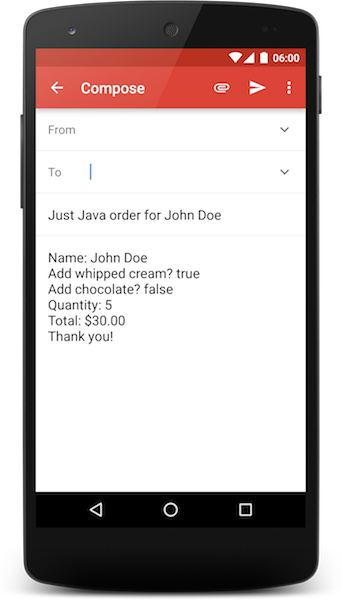 06:00
Compose
From
To
Just Java order for John Doe
Name: John Doe
Add whipped cream? true
Add chocolate? false
Quantity: 5
Total: $30.00
Thank you!